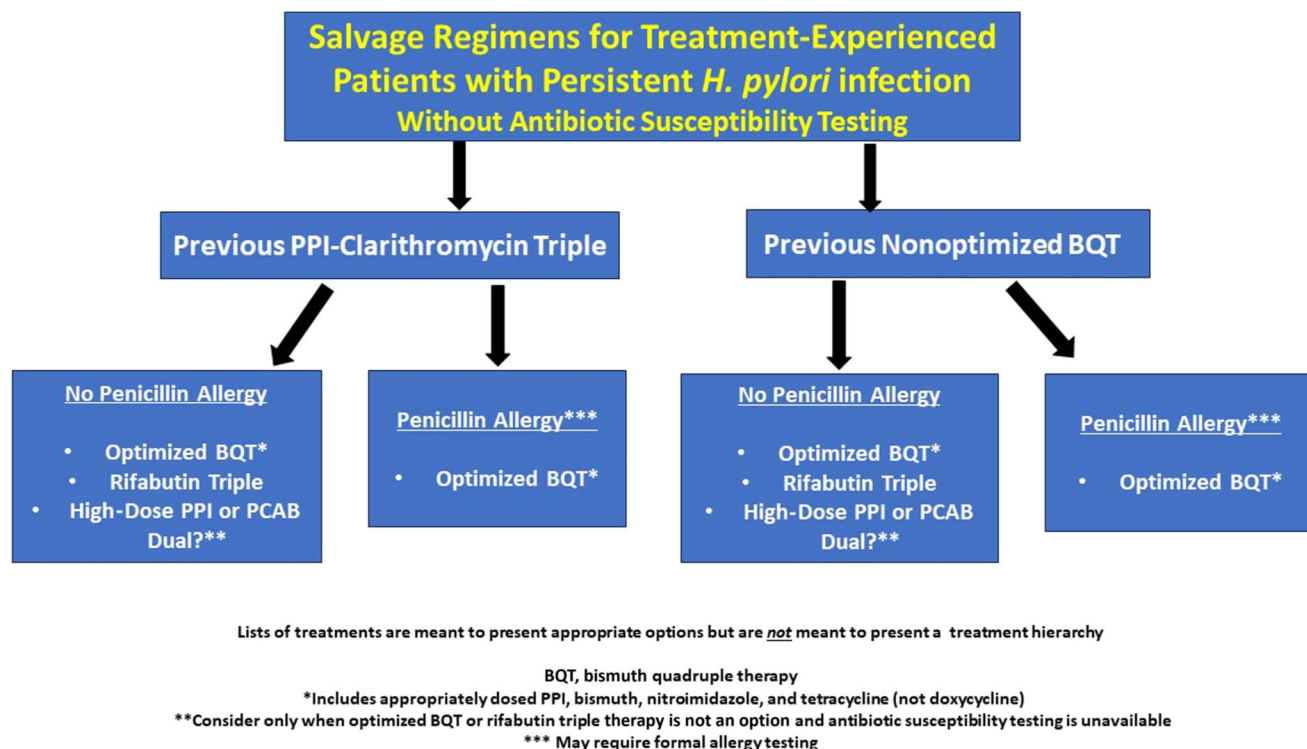 Salvage Regimens for Treatment-Experienced
Patients with Persistent H. pylori infection
Without Antibiotic Susceptibility Testing
Previous PPI-Clarithromycin Triple
Previous Nonoptimized BQT
No Penicillin Allergy
• Optimized BQT*
• Rifabutin Triple
• High-Dose PPI or PCAB
Dual?**
Penicillin Allergy***
• Optimized BQT*
No Penicillin Allergy
• Optimized BQT*
• Rifabutin Triple
• High-Dose PPI or PCAB
Dual?**
Penicillin Allergy***
• Optimized BQT*
Lists of treatments are meant to present appropriate options but are not meant to present a treatment hierarchy
BQT, bismuth quadruple therapy
*Includes appropriately dosed PPI, bismuth, nitroimidazole, and tetracycline (not doxycycline)
**Consider only when optimized BQT or rifabutin triple therapy is not an option and antibiotic susceptibility testing is unavailable
*** May require formal allergy testing